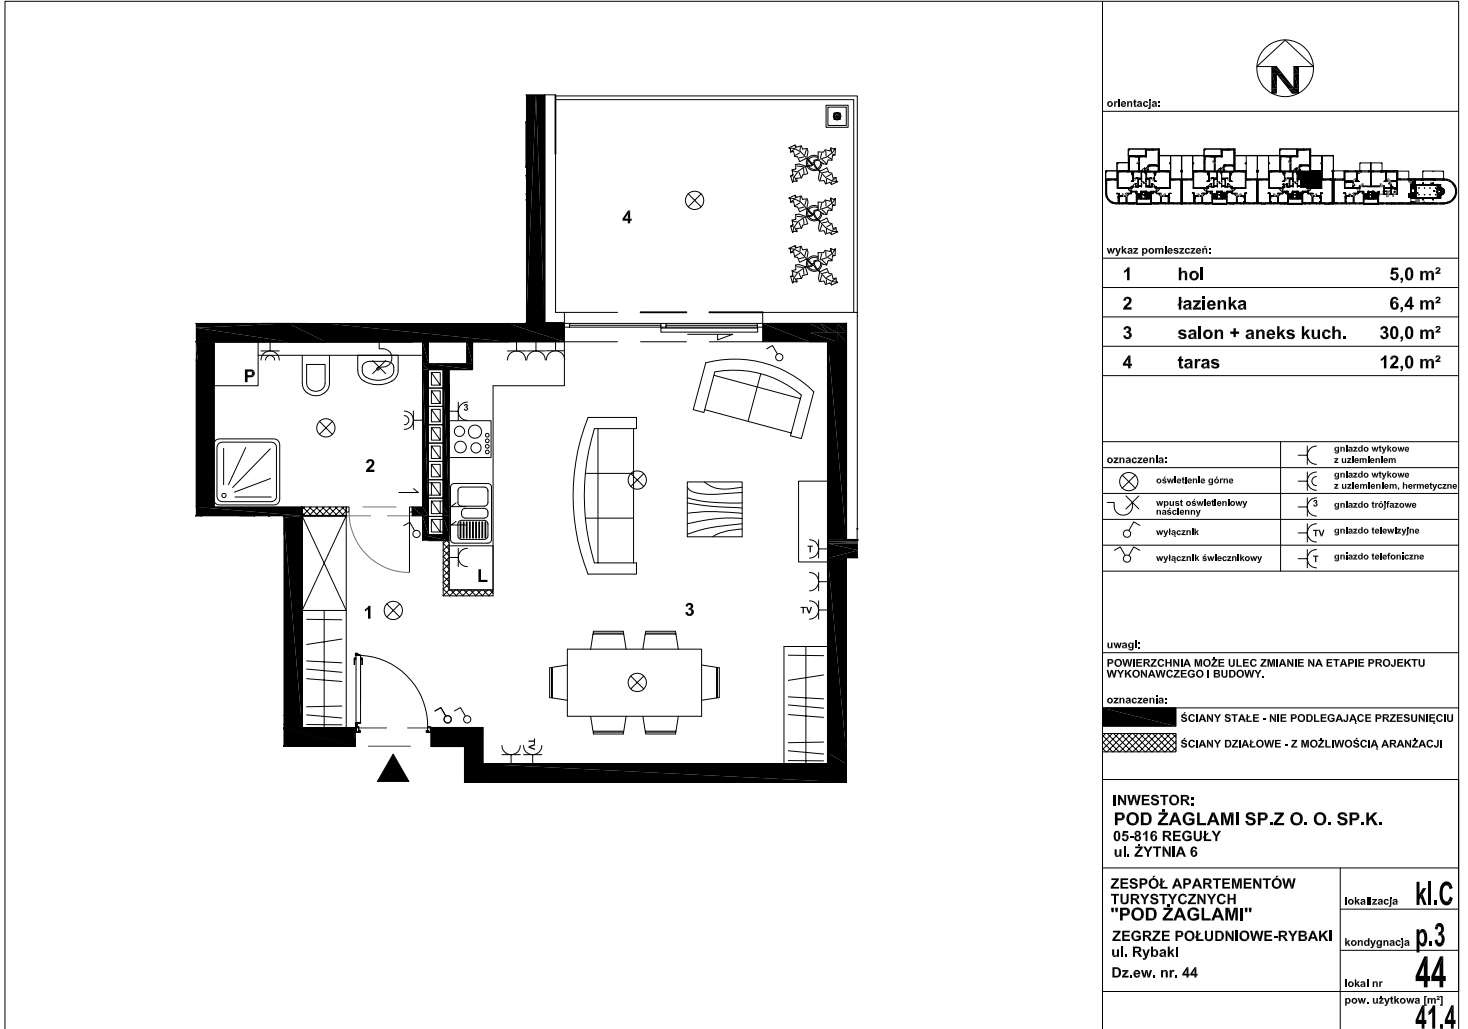 4
P
2
3
L
1
3
T
TV
TV
N
orientacja:
wykaz pomieszczeń:
1 hol 5,0 m²
2 łazienka 6,4 m²
3 salon + aneks kuch. 30,0 m²
4 taras 12,0 m²
oznaczenia:
gniazdo wtykowe
z uziemieniem
oświetlenie górne
gniazdo wtykowe
z uziemieniem, hermetyczne
wpust oświetleniowy
naścienny
3 gniazdo trójfazowe
wyłącznik
TV gniazdo telewizyjne
wyłącznik świecznikowy
T gniazdo telefoniczne
uwagi:
POWIERZCHNIA MOŻE ULEC ZMIANIE NA ETAPIE PROJEKTU
WYKONAWCZEGO I BUDOWY.
oznaczenia:
ŚCIANY STAŁE - NIE PODLEGAJĄCE PRZESUNIĘCIU
ŚCIANY DZIAŁOWE - Z MOŻLIWOŚCIĄ ARANŻACJI
INWESTOR:
POD ŻAGLAMI SP.Z O. O. SP.K.
05-816 REGUŁY
ul. ŻYTNIA 6
ZESPÓŁ APARTEMENTÓW
TURYSTYCZNYCH
"POD ŻAGLAMI"
ZEGRZE POŁUDNIOWE-RYBAKI
ul. Rybaki
Dz.ew. nr. 44
lokalizacja kl.C
kondygnacja p.3
lokal nr 44
pow. użytkowa [m²]
41.4